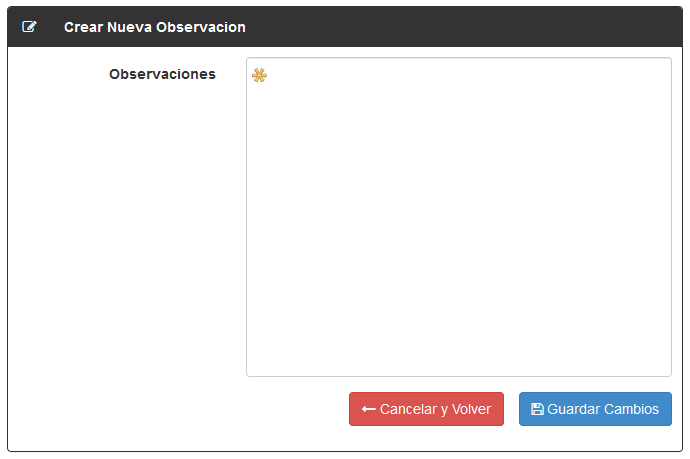 Crear Nueva Observacion
Observaciones
Cancelar y Volver
Guardar Cambios